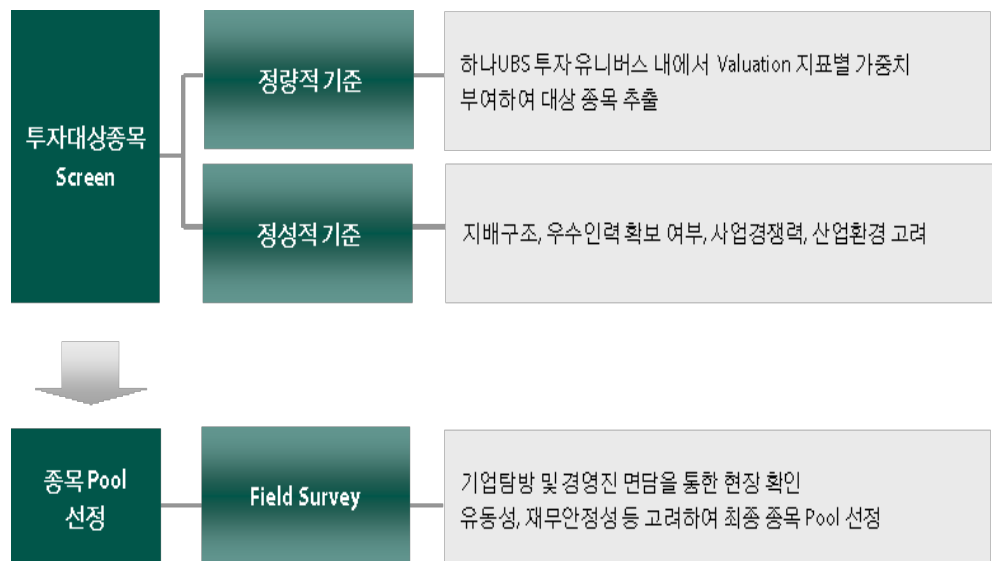 투자대상종목
Screen
정량적 기준
하나UBS 투자 유니버스 내에서 Valuation 지표별 가중치
부여하여 대상 종목 추출
정성적 기준
지배구조, 우수인력 확보 여부, 사업경쟁력, 산업환경 고려
종목 Pool
선정
Field Survey
기업탐방 및 경영진 면담을 통한 현장 확인
유동성, 재무안정성 등 고려하여 최종 종목 Pool 선정